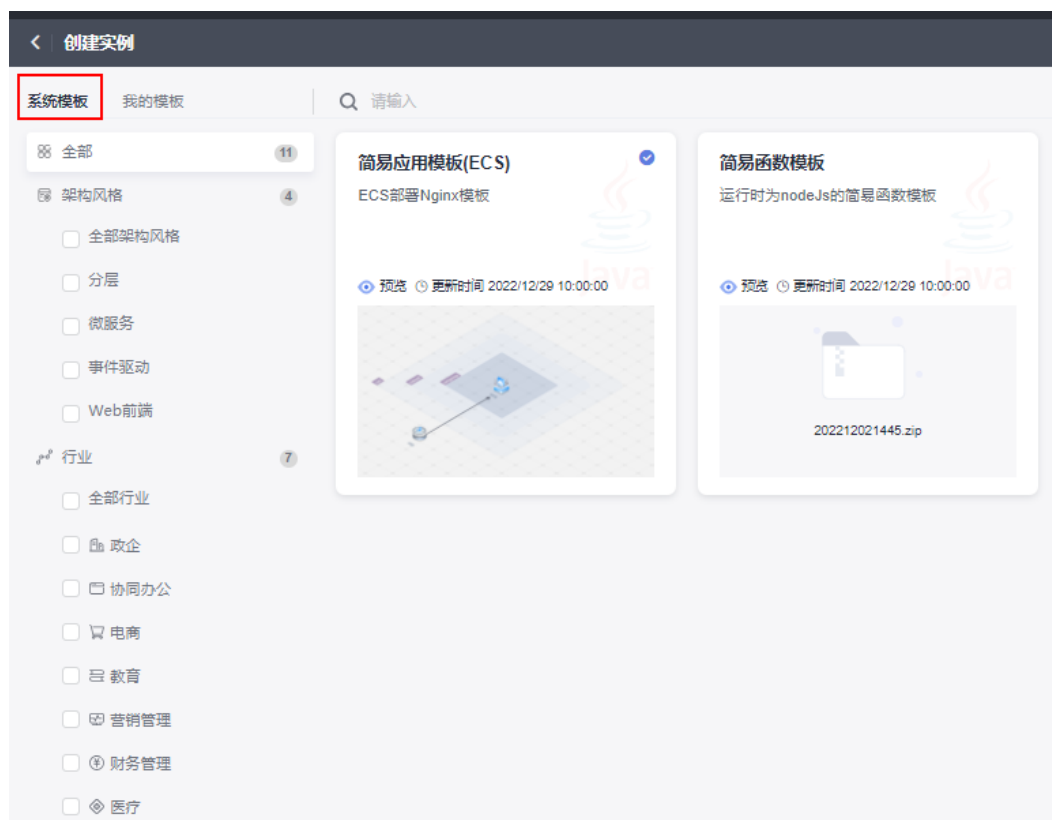 创建实例
系统模板 我的模板 请输入
全部 11
架构风格 4
全部架构风格
分层
微服务
事件驱动
Web前端
行业 7
全部行业
政企
协同办公
电商
教育
营销管理
财务管理
医疗
简易应用模板(ECS)
ECS部署Nginx模板
Java
预览 更新时间 2022/12/29 10:00:00
简易函数模板
运行时为nodeJs的简易函数模板
Java
预览 更新时间 2022/12/29 10:00:00
202212021445.zip